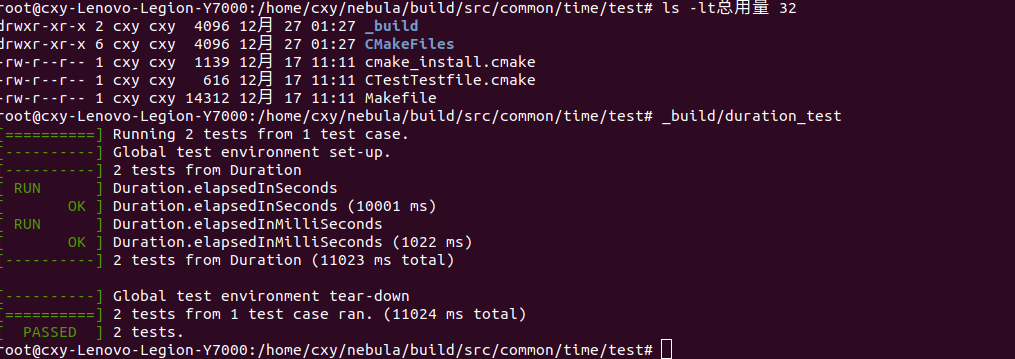 root@cxy-Lenovo-Legion-Y7000:/home/cxy/nebula/build/src/common/time/test# ls -lt总用量 32
drwxr-xr-x 2 cxy cxy  4096 12月 27 01:27 _build
drwxr-xr-x 6 cxy cxy  4096 12月 27 01:27 CMakeFiles
-rw-r--r-- 1 cxy cxy  1139 12月 17 11:11 cmake_install.cmake
-rw-r--r-- 1 cxy cxy   616 12月 17 11:11 CTestTestfile.cmake
-rw-r--r-- 1 cxy cxy 14312 12月 17 11:11 Makefile
root@cxy-Lenovo-Legion-Y7000:/home/cxy/nebula/build/src/common/time/test# _build/duration_test
[==========] Running 2 tests from 1 test case.
[----------] Global test environment set-up.
[----------] 2 tests from Duration
[ RUN      ] Duration.elapsedInSeconds
[       OK ] Duration.elapsedInSeconds (10001 ms)
[ RUN      ] Duration.elapsedInMilliSeconds
[       OK ] Duration.elapsedInMilliSeconds (1022 ms)
[----------] 2 tests from Duration (11023 ms total)

[----------] Global test environment tear-down
[==========] 2 tests from 1 test case ran. (11024 ms total)
[  PASSED  ] 2 tests.
root@cxy-Lenovo-Legion-Y7000:/home/cxy/nebula/build/src/common/time/test#